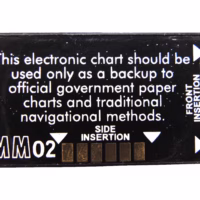 This electronic chart should be
used only as a backup to
official government paper
charts and traditional
navigational methods.
FRONT
INSERTION
SIDE
INSERTION
MM02